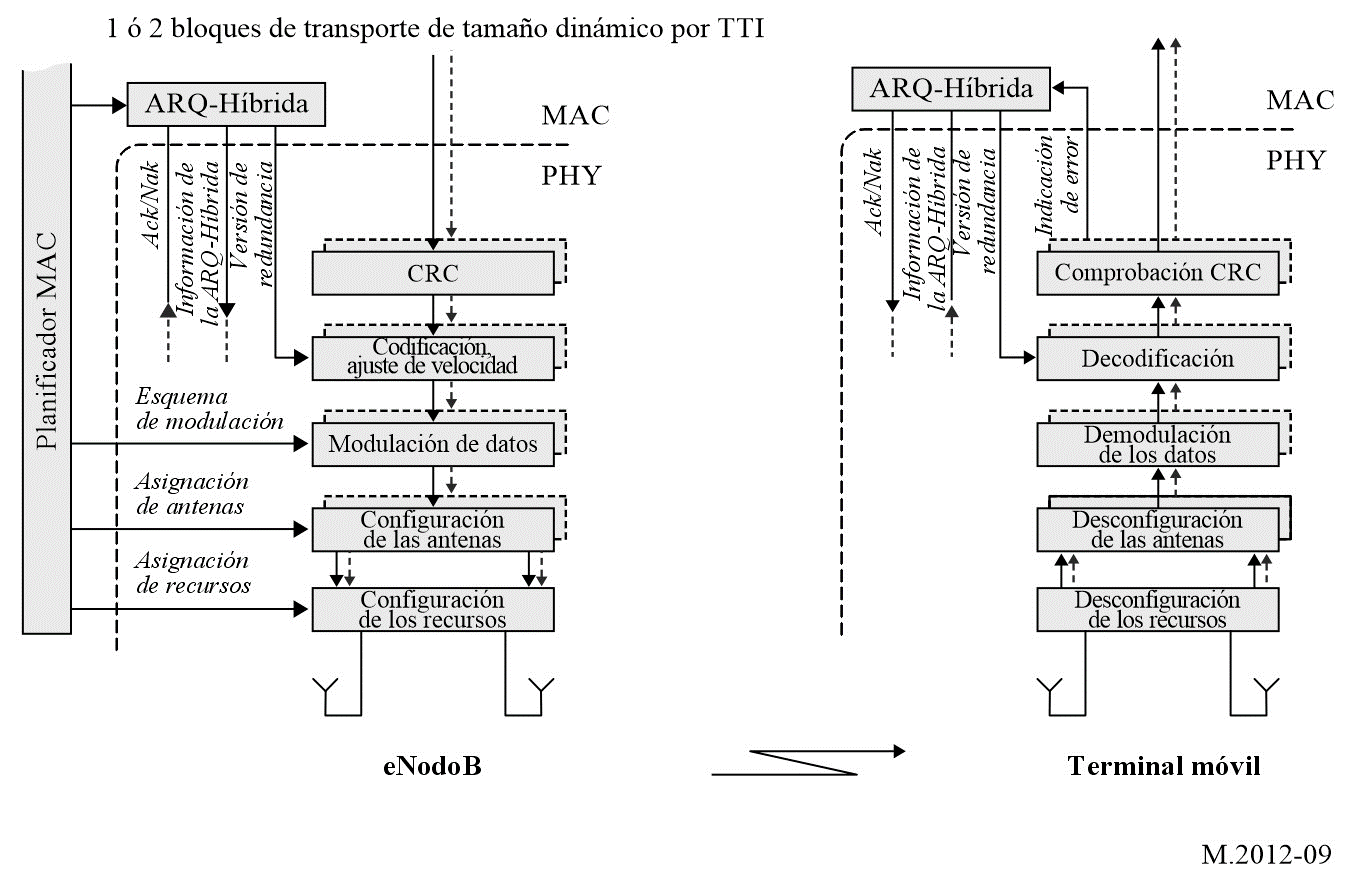 1 ó 2 bloques de transporte de tamaño dinámico por TTI
Planificador MAC
ARQ-Híbrida
MAC
PHY
Ack/Nak
Información de
la ARQ-Híbrida
Versión de
redundancia
CRC
Codificación,
ajuste de velocidad
Esquema
de modulación
Modulación de datos
Asignación
de antenas
Configuración
de las antenas
Asignación
de recursos
Configuración
de los recursos
eNodoB
ARQ-Híbrida
MAC
PHY
Ack/Nak
Información de
la ARQ-Híbrida
Versión de
redundancia
Indicación
de error
Comprobación CRC
Decodificación
Demodulación
de los datos
Desconfiguración
de las antenas
Desconfiguración
de los recursos
Terminal móvil
M.2012-09